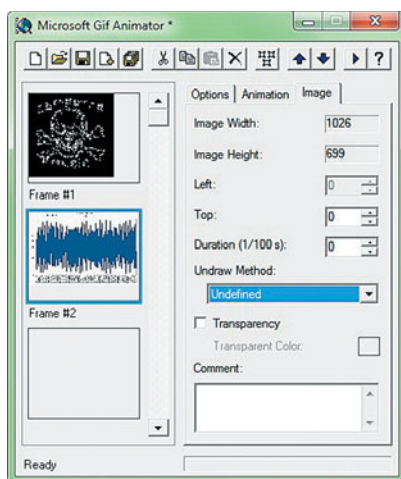 Microsoft Gif Animator *
Options Animation Image
Image Width: 1026
Image Height: 699
Left: 0
Top: 0
Duration (1/100 s): 0
Undraw Method:
Undefined
Transparency
Transparent Color:
Comment:
Frame #1
Frame #2
Ready